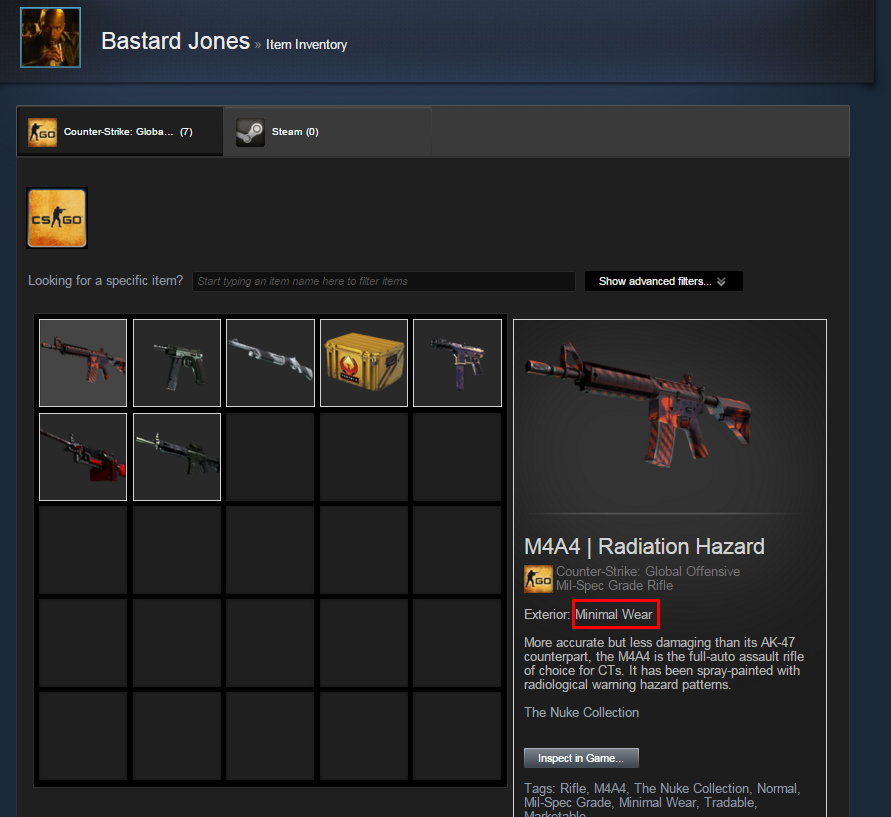 Bastard Jones » Item Inventory
Counter-Strike: Globa... (7)
Steam (0)
CS GO
Looking for a specific item?
Start typing an item name here to filter items
Show advanced filters...
M4A4 | Radiation Hazard
GO
Counter-Strike: Global Offensive
Mil-Spec Grade Rifle
Exterior: Minimal Wear
More accurate but less damaging than its AK-47
counterpart, the M4A4 is the full-auto assault rifle
of choice for CTs. It has been spray-painted with
radiological warning hazard patterns.
The Nuke Collection
Inspect in Game...
Tags: Rifle, M4A4, The Nuke Collection, Normal,
Mil-Spec Grade, Minimal Wear, Tradable,
Marketable